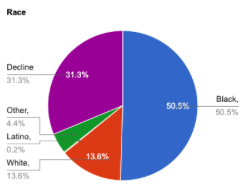 Race
Decline
31.3%
31.3%
Other,
4.4%
Latino,
0.2%
White,
13.6%
13.6%
50.5%
Black,
50.5%